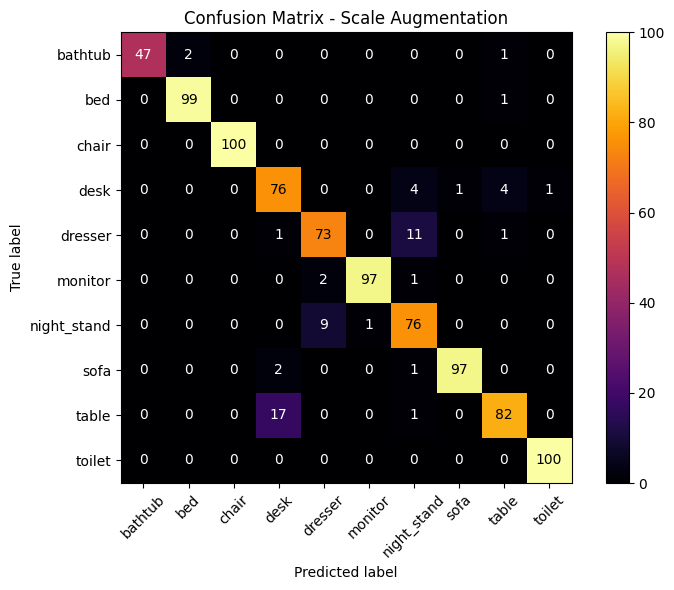 Confusion Matrix - Scale Augmentation
True label
bathtub 47 2 0 0 0 0 0 0 1 0
bed 0 99 0 0 0 0 0 0 1 0
chair 0 0 100 0 0 0 0 0 0 0
desk 0 0 0 76 0 0 4 1 4 1
dresser 0 0 0 1 73 0 11 0 1 0
monitor 0 0 0 0 2 97 1 0 0 0
night_stand 0 0 0 0 9 1 76 0 0 0
sofa 0 0 0 2 0 0 1 97 0 0
table 0 0 0 17 0 0 1 0 82 0
toilet 0 0 0 0 0 0 0 0 0 100
bathtub bed chair desk dresser monitor night_stand sofa table toilet
Predicted label
100
80
60
40
20
0